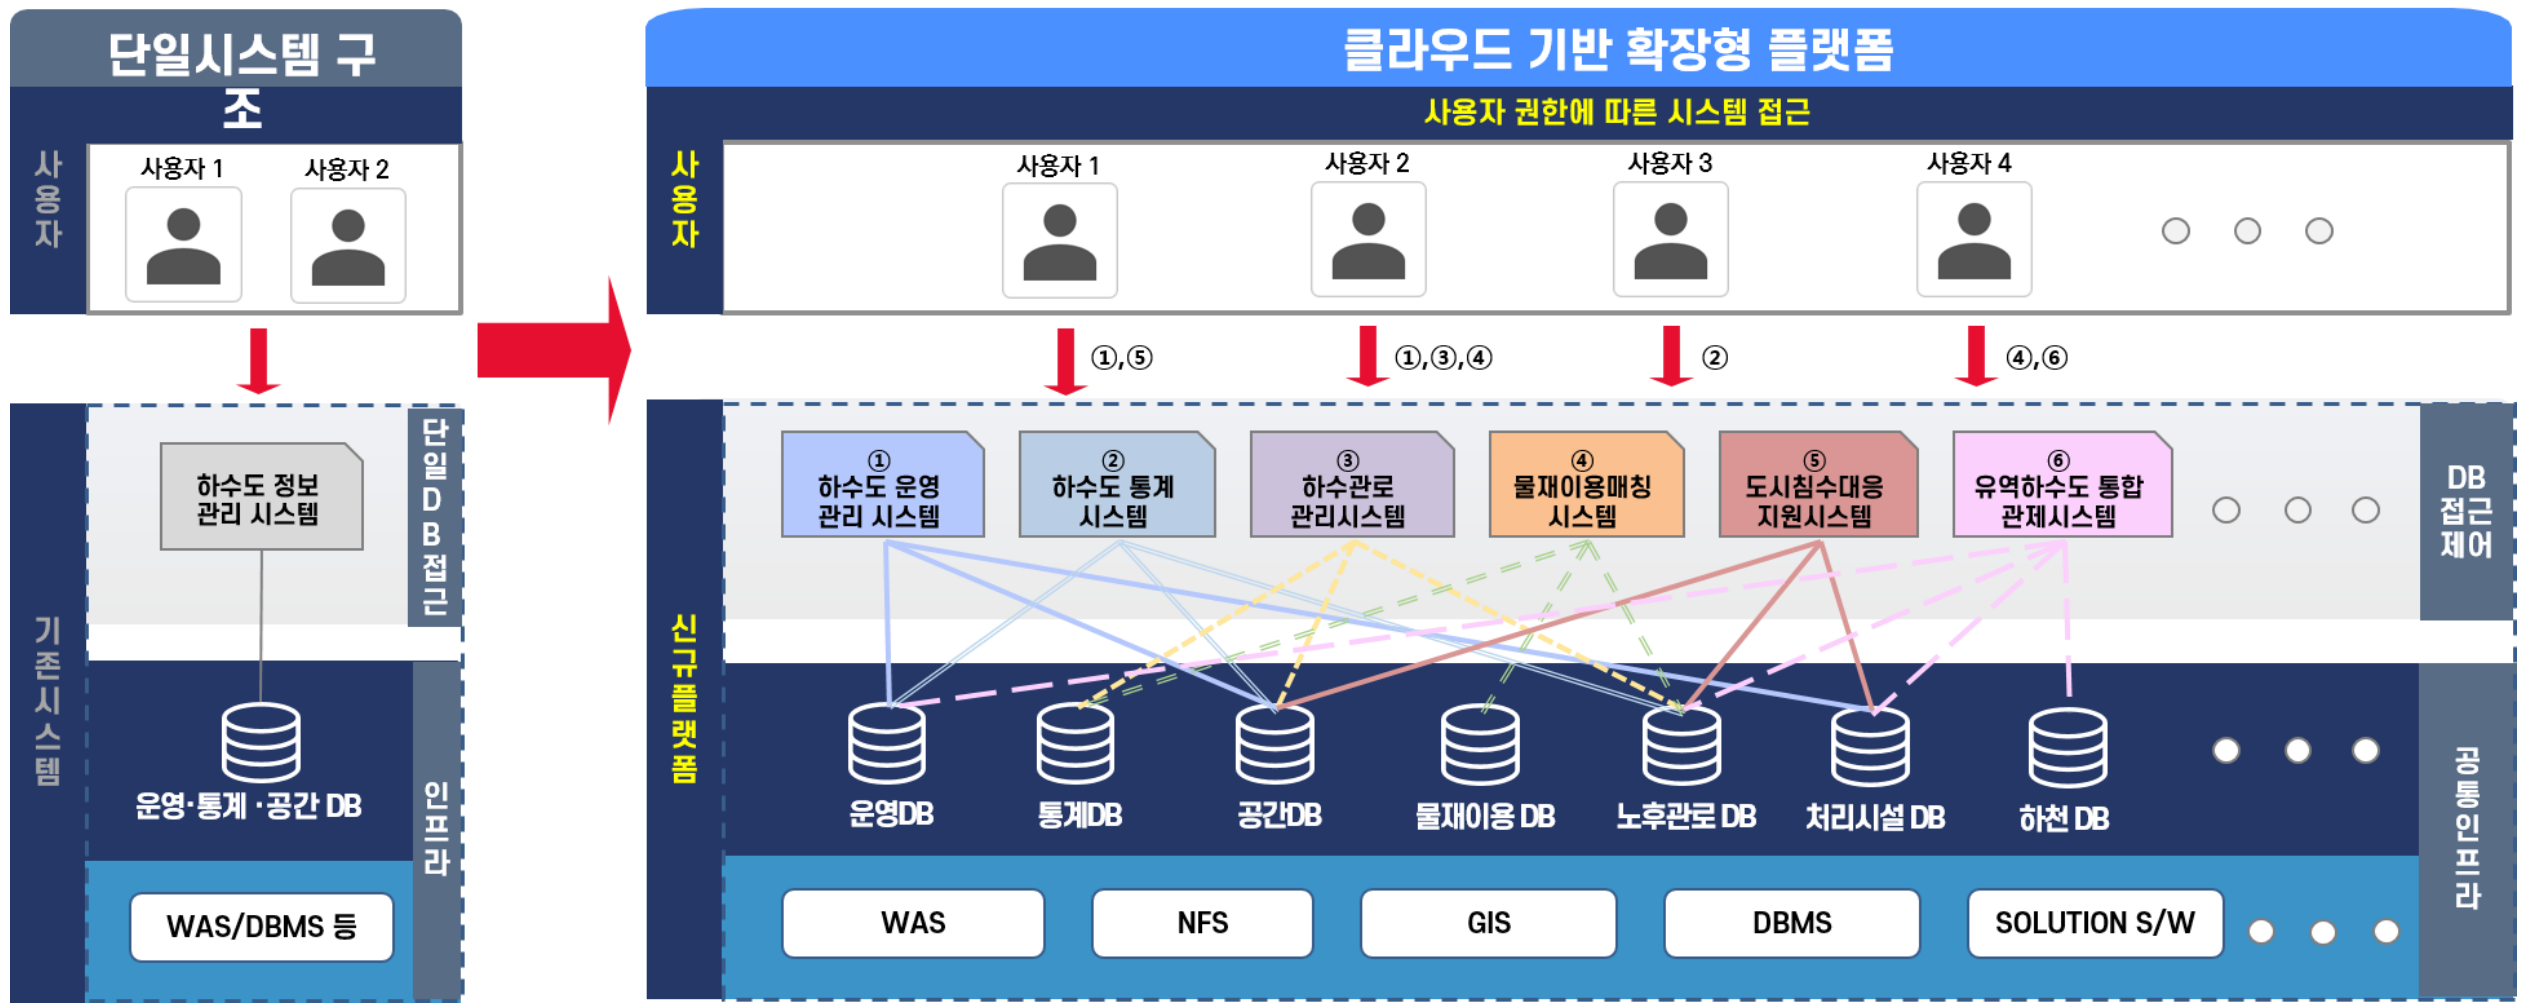 단일시스템 구
조
사용자
사용자 1
사용자 2
기존시스템
하수도 정보
관리 시스템
단일DB접근
운영·통계·공간 DB
WAS/DBMS 등
인프라
클라우드 기반 확장형 플랫폼
사용자 권한에 따른 시스템 접근
사용자
사용자 1
사용자 2
사용자 3
사용자 4
①,⑤
①,③,④
②
④,⑥
신규플랫폼
①
하수도 운영
관리 시스템
②
하수도 통계
시스템
③
하수관로
관리시스템
④
물재이용매칭
시스템
⑤
도시침수대응
지원시스템
⑥
유역하수도 통합
관제시스템
DB
접근
제어
운영DB
통계DB
공간DB
물재이용 DB
노후관로 DB
처리시설 DB
하천 DB
공통인프라
WAS
NFS
GIS
DBMS
SOLUTION S/W